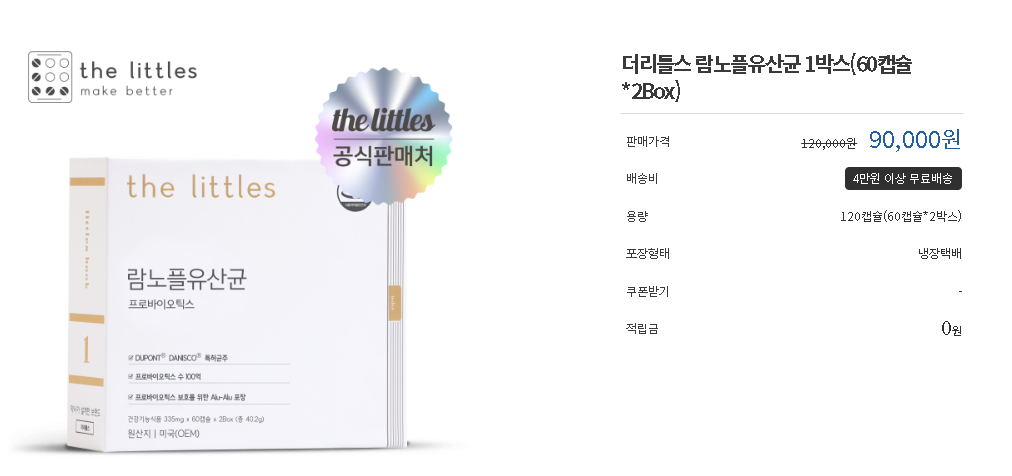 the littles
make better
the littles
공식판매처
the littles
람노플유산균
프로바이오틱스
1
DUPONT® DANISCO® 특허균주
프로바이오틱스 수 100억
프로바이오틱스 보호를 위한 Alu-Alu 포장
건강기능식품 335mg x 60캡슐 x 2Box (총 40.2g)
원산지 | 미국(OEM)
더리틀스 람노플유산균 1박스(60캡슐
*2Box)
판매가격 120,000원 90,000원
배송비 4만원 이상 무료배송
용량 120캡슐(60캡슐*2박스)
포장형태 냉장택배
쿠폰받기 -
적립금 0원